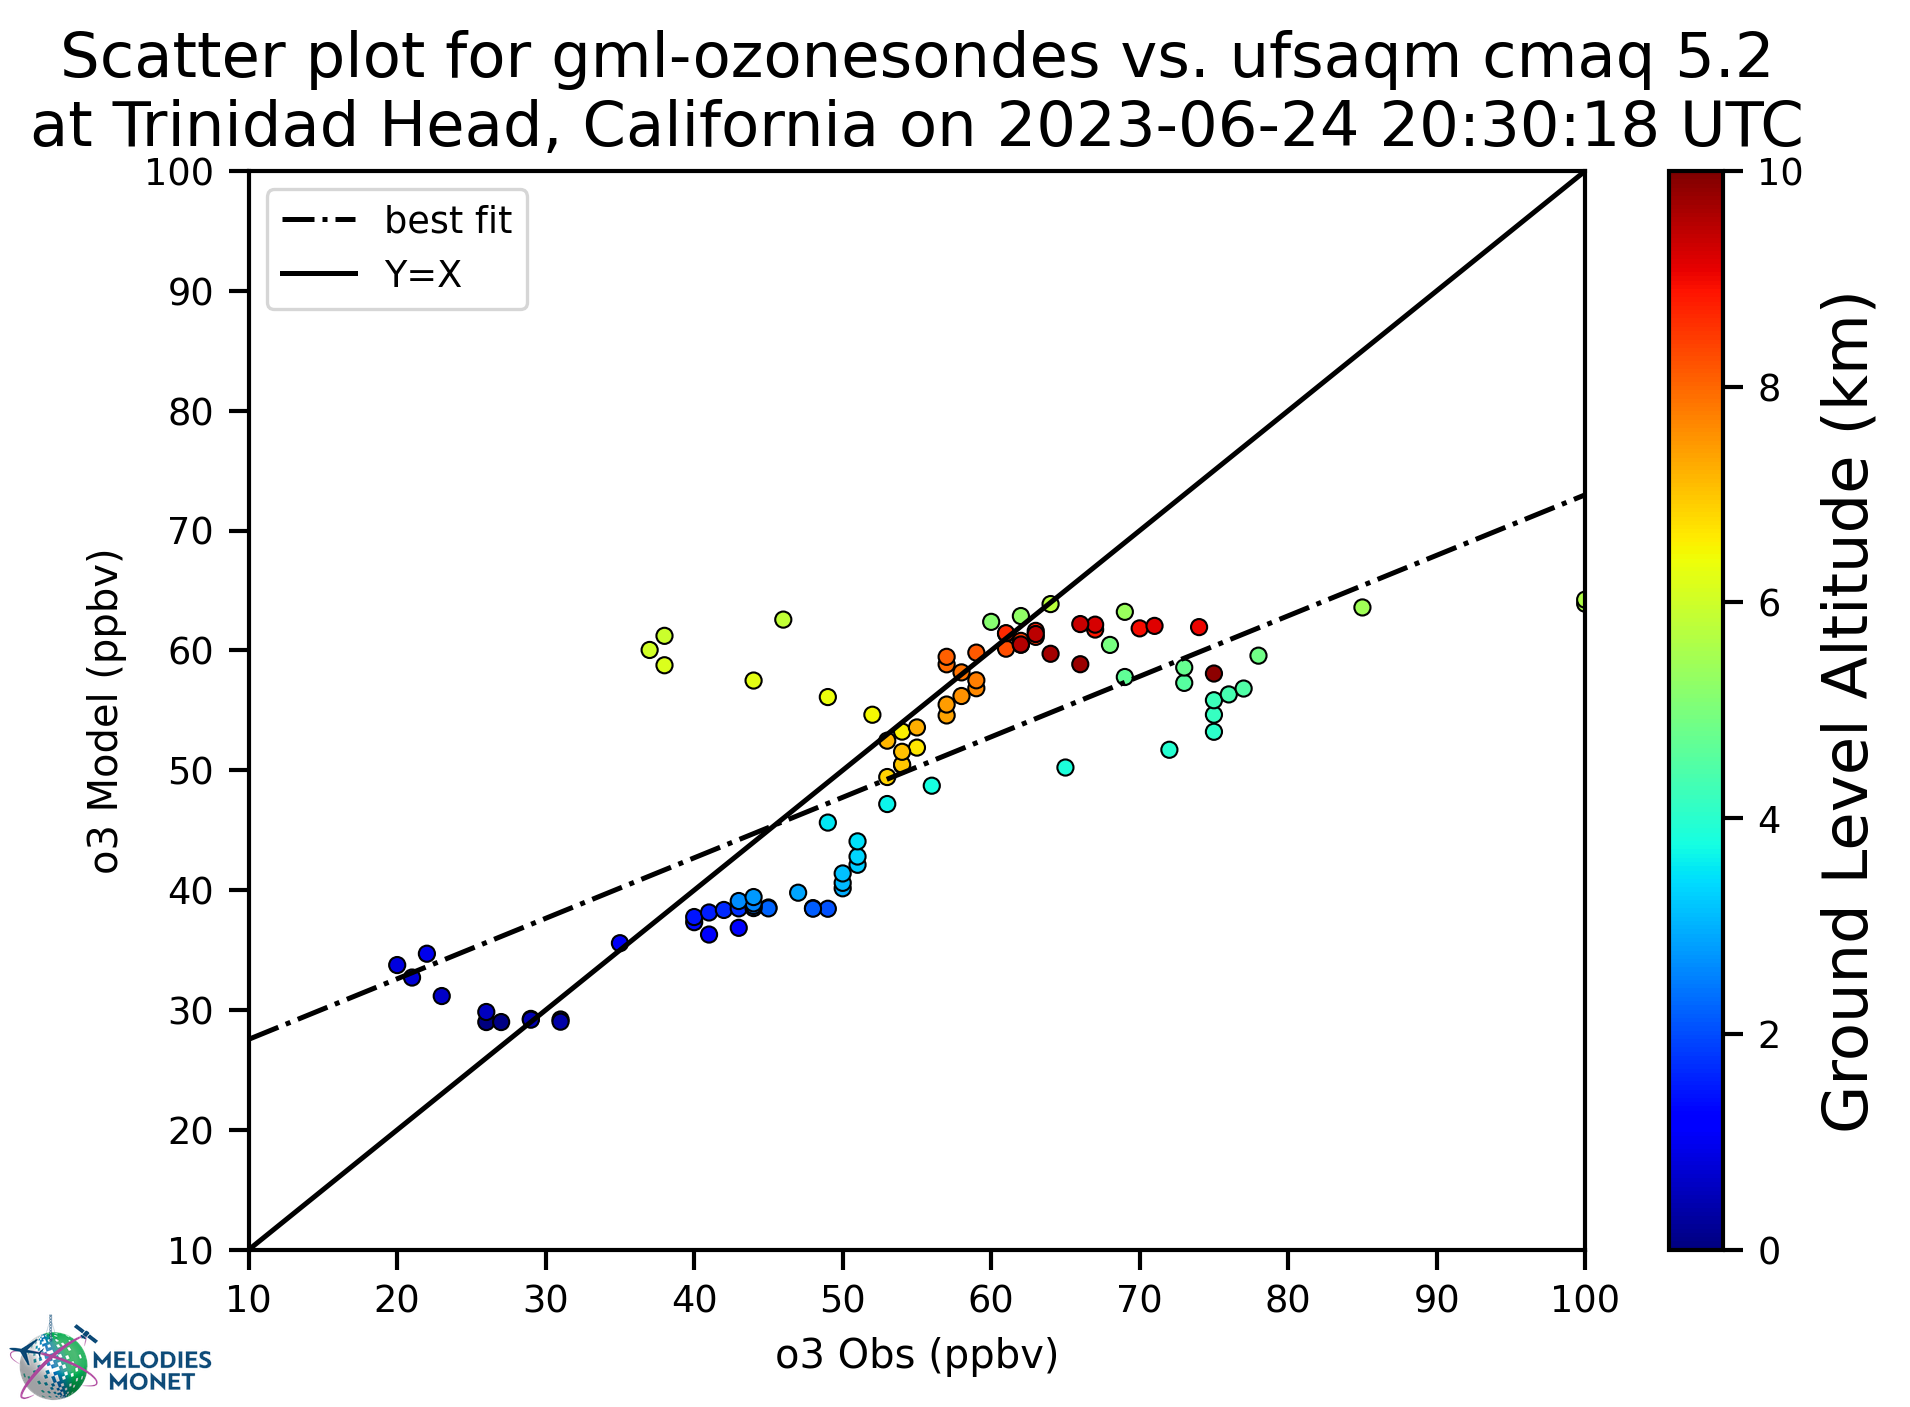 Scatter plot for gml-ozonesondes vs. ufsaqm cmaq 5.2
at Trinidad Head, California on 2023-06-24 20:30:18 UTC
best fit
Y=X
100
90
80
70
60
50
40
30
20
10
o3 Model (ppbv)
10 20 30 40 50 60 70 80 90 100
o3 Obs (ppbv)
10
8
6
4
2
0
Ground Level Altitude (km)
MELODIES
MONET